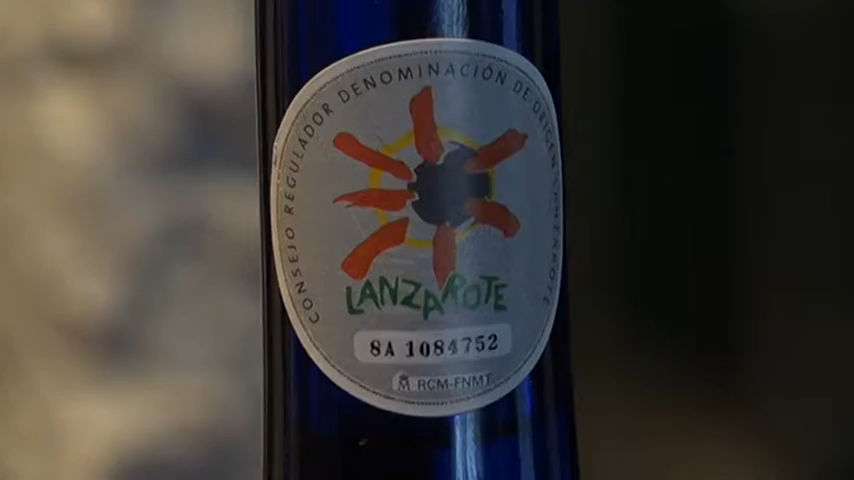 CONSEJO REGULADOR DENOMINACIÓN DE ORIGEN "LANZAROTE"
LANZAROTE
8A 1084752
RCM-FNMT